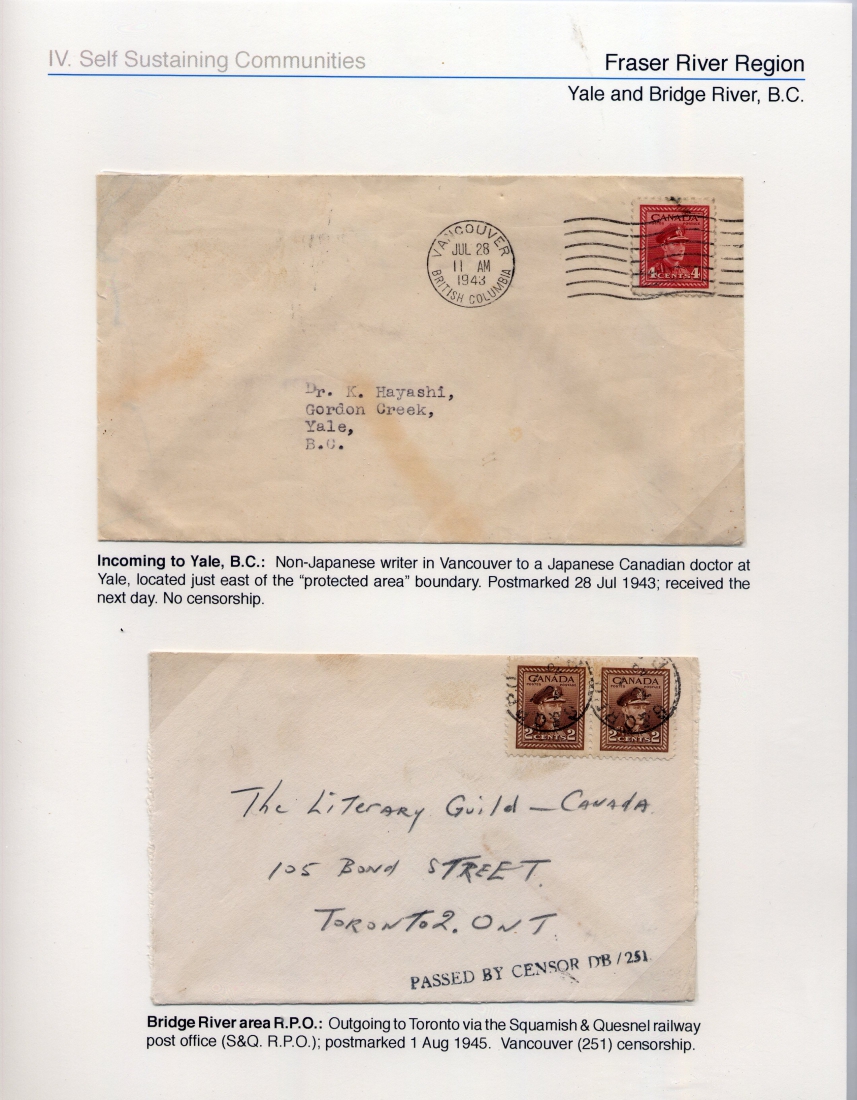 IV. Self Sustaining Communities
Fraser River Region
Yale and Bridge River, B.C.
VANCOUVER
JUL 28
11 AM
1943
BRITISH COLUMBIA
CANADA
4 CENTS 4
Dr. K. Hayashi,
Gordon Creek,
Yale,
B.C.
Incoming to Yale, B.C.: Non-Japanese writer in Vancouver to a Japanese Canadian doctor at
Yale, located just east of the “protected area” boundary. Postmarked 28 Jul 1943; received the
next day. No censorship.
CANADA
2 CENTS 2
CANADA
2 CENTS 2
The Literary Guild – Canada
105 Bond STREET.
TORONTO 2. ONT
PASSED BY CENSOR DB/251
Bridge River area R.P.O.: Outgoing to Toronto via the Squamish & Quesnel railway
post office (S&Q. R.P.O.); postmarked 1 Aug 1945. Vancouver (251) censorship.